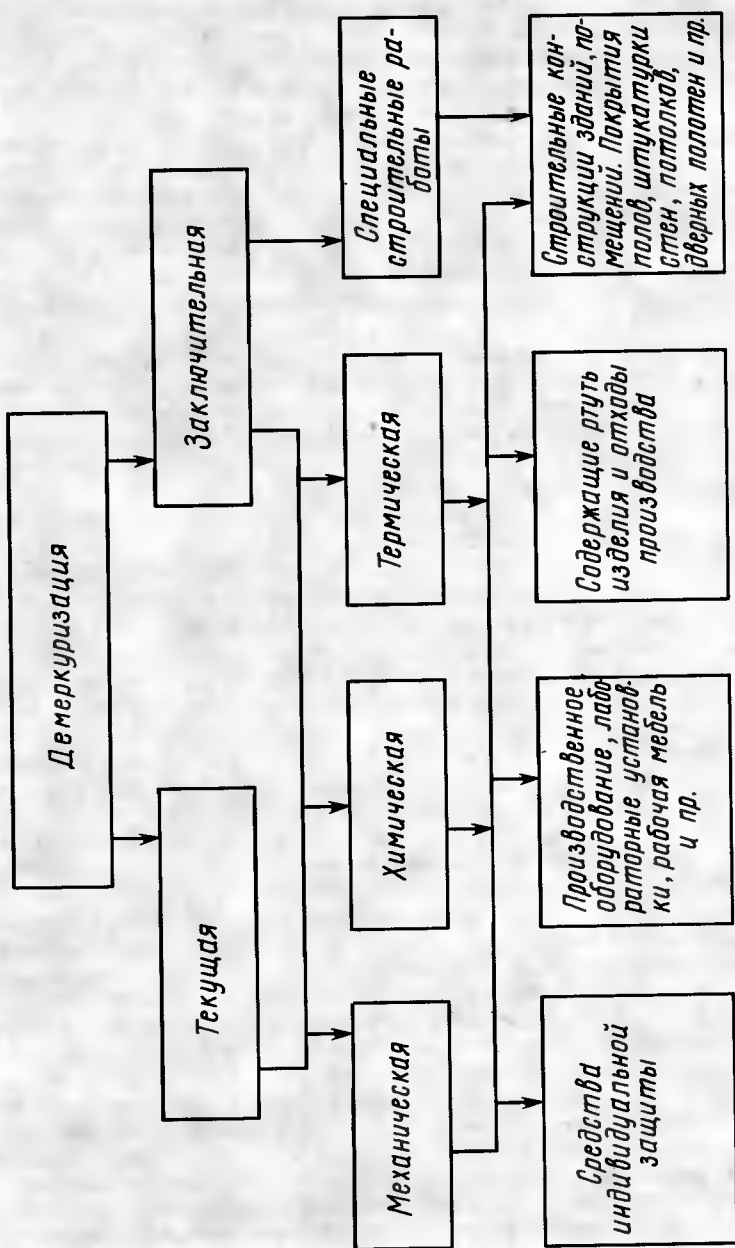 Демеркуризация
Текущая
Заключительная
Механическая
Химическая
Термическая
Специальные
строительные ра-
боты
Средства
индивидуальной
защиты
Производственное
оборудование, лабо
раторные установ-
ки, рабочая мебель
и пр.
Содержащие ртуть
изделия и отходы
производства
Строительные кон-
струкции зданий, по-
мещений. Покрытия
полов, штукатурки
стен, потолков,
дверных полотен и пр.